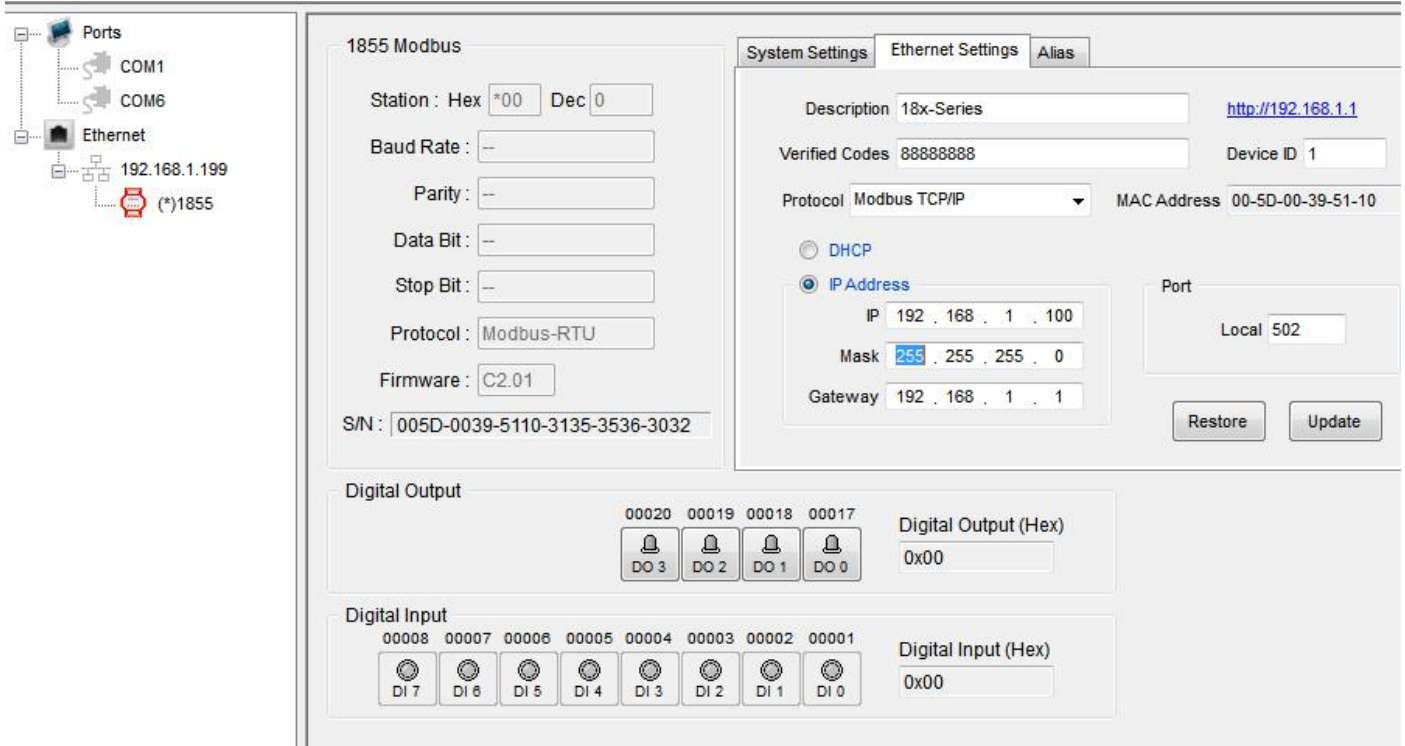 Ports
COM1
COM6
Ethernet
192.168.1.199
(*)1855
1855 Modbus
Station : Hex *00 Dec 0
Baud Rate : --
Parity : --
Data Bit : --
Stop Bit : --
Protocol : Modbus-RTU
Firmware : C2.01
S/N : 005D-0039-5110-3135-3536-3032
System Settings Ethernet Settings Alias
Description 18x-Series http://192.168.1.1
Verified Codes 88888888 Device ID 1
Protocol Modbus TCP/IP MAC Address 00-5D-00-39-51-10
DHCP
IP Address
IP 192 . 168 . 1 . 100
Mask 255 . 255 . 255 . 0
Gateway 192 . 168 . 1 . 1
Port
Local 502
Restore Update
Digital Output
00020 00019 00018 00017
DO 3 DO 2 DO 1 DO 0
Digital Output (Hex)
0x00
Digital Input
00008 00007 00006 00005 00004 00003 00002 00001
DI 7 DI 6 DI 5 DI 4 DI 3 DI 2 DI 1 DI 0
Digital Input (Hex)
0x00